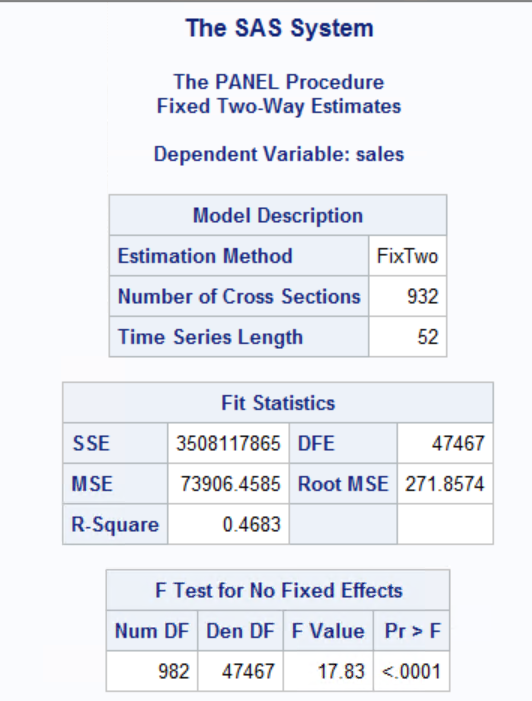 The SAS System
The PANEL Procedure
Fixed Two-Way Estimates
Dependent Variable: sales
Model Description
Estimation Method FixTwo
Number of Cross Sections 932
Time Series Length 52
Fit Statistics
SSE 3508117865 DFE 47467
MSE 73906.4585 Root MSE 271.8574
R-Square 0.4683
F Test for No Fixed Effects
Num DF Den DF F Value Pr > F
982 47467 17.83 <.0001